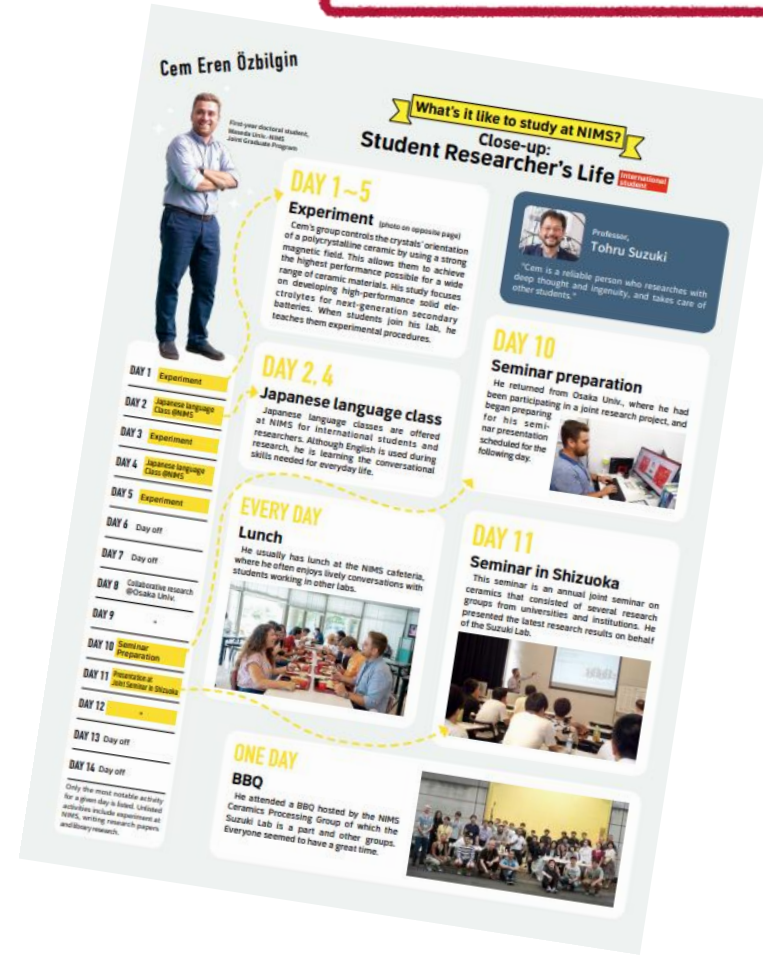 Cem Eren Özbilgin
First-year doctoral student,
Waseda Univ.-NIMS
Joint Graduate Program
What's it like to study at NIMS?
Close-up:
Student Researcher's Life
International
student
DAY 1~5
Experiment (photo on opposite page)
Cem's group controls the crystals' orientation
of a polycrystalline ceramic by using a strong
magnetic field. This allows them to achieve
the highest performance possible for a wide
range of ceramic materials. His study focuses
on developing high-performance solid ele-
ctrolytes for next-generation secondary
batteries. When students join his lab, he
teaches them experimental procedures.
Professor,
Tohru Suzuki
"Cem is a reliable person who researches with
deep thought and ingenuity, and takes care of
other students."
DAY 1 Experiment
DAY 2 Japanese language
Class @NIMS
DAY 3 Experiment
DAY 4 Japanese language
Class @NIMS
DAY 5 Experiment
DAY 6 Day off
DAY 7 Day off
DAY 8 Collaborative research
@Osaka Univ.
DAY 9 "
DAY 10 Seminar
Preparation
DAY 11 Presentation at
Joint Seminar in Shizuoka
DAY 12 "
DAY 13 Day off
DAY 14 Day off
Only the most notable activity
for a given day is listed. Unlisted
activities include experiment at
NIMS, writing research papers
and library research.
DAY 2, 4
Japanese language class
Japanese language classes are offered
at NIMS for international students and
researchers. Although English is used during
research, he is learning the conversational
skills needed for everyday life.
DAY 10
Seminar preparation
He returned from Osaka Univ., where he had
been participating in a joint research project, and
began preparing
for his semi-
nar presentation
scheduled for the
following day.
EVERY DAY
Lunch
He usually has lunch at the NIMS cafeteria,
where he often enjoys lively conversations with
students working in other labs.
DAY 11
Seminar in Shizuoka
This seminar is an annual joint seminar on
ceramics that consisted of several research
groups from universities and institutions. He
presented the latest research results on behalf
of the Suzuki Lab.
ONE DAY
BBQ
He attended a BBQ hosted by the NIMS
Ceramics Processing Group of which the
Suzuki Lab is a part and other groups.
Everyone seemed to have a great time.